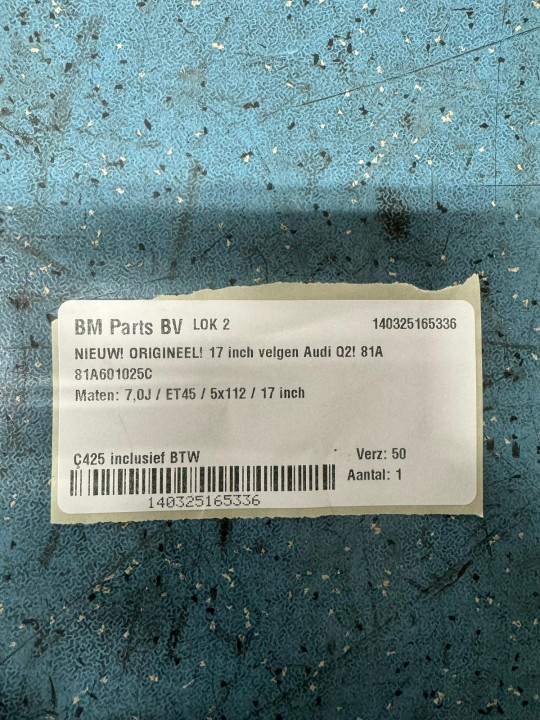 BM Parts BV LOK 2 140325165336
NIEUW! ORIGINEEL! 17 inch velgen Audi Q2! 81A
81A601025C
Maten: 7,0J / ET45 / 5x112 / 17 inch
Ç425 inclusief BTW Verz: 50
Aantal: 1
140325165336